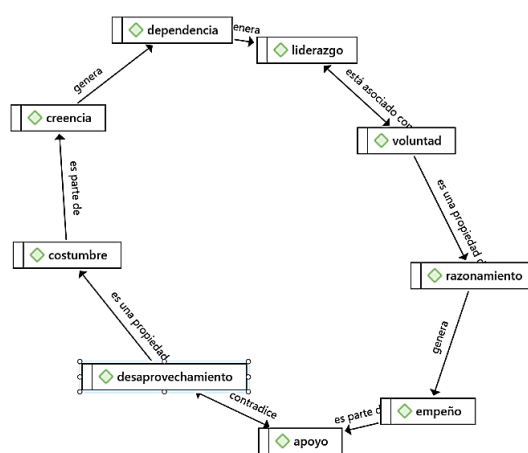 dependencia
enera
liderazgo
genera
está asociado con
creencia
voluntad
es parte de
es una propiedad d
costumbre
razonamiento
es una propiedad
genera
desaprovechamiento
contradice
es parte d
empeño
apoyo